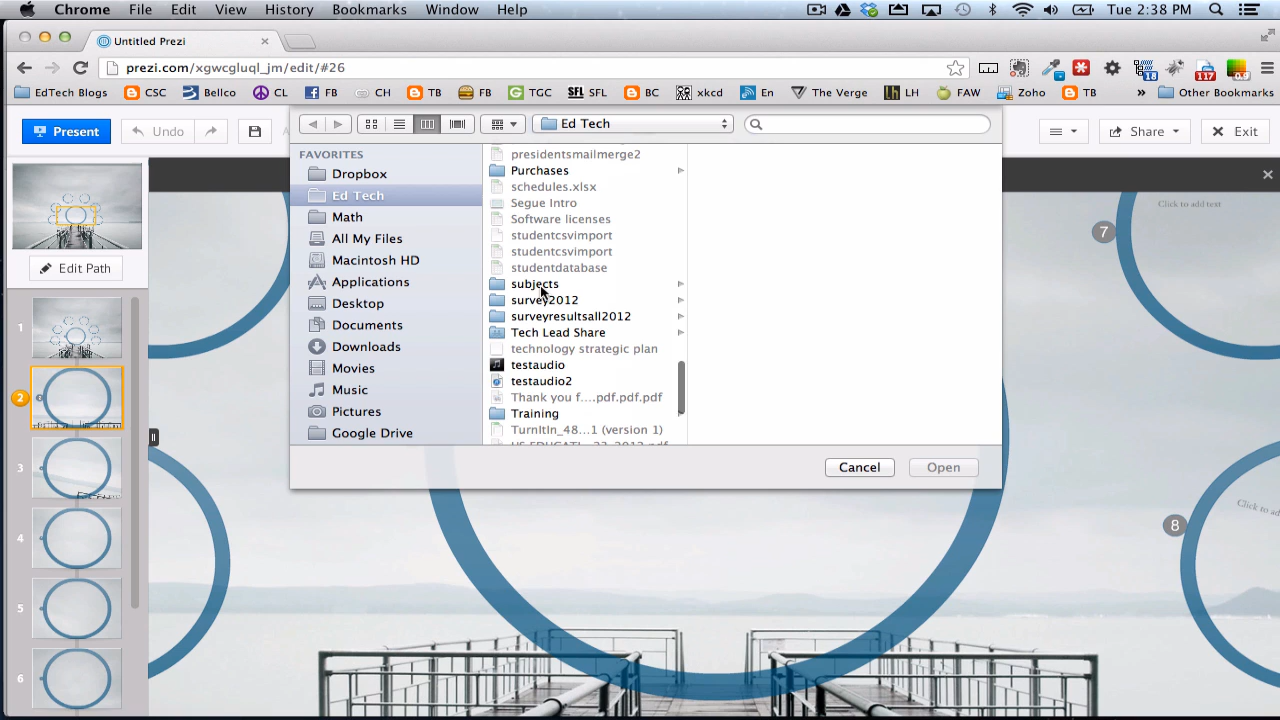 Chrome File Edit View History Bookmarks Window Help Tue 2:38 PM
Untitled Prezi
prezi.com/xgwcgluql_jm/edit/#26
18 117 0.6
EdTech Blogs CSC Bellco CL FB CH TB FB TGC SFL SFL BC xkcd En The Verge LH FAW Zoho TB » Other Bookmarks
Present Undo Ed Tech Share Exit
FAVORITES
Dropbox
Ed Tech
Math
All My Files
Macintosh HD
Applications
Desktop
Documents
Downloads
Movies
Music
Pictures
Google Drive
presidentsmailmerge2
Purchases
schedules.xlsx
Segue Intro
Software licenses
studentcsvimport
studentcsvimport
studentdatabase
subjects
survey2012
surveyresultsall2012
Tech Lead Share
technology strategic plan
testaudio
testaudio2
Thank you f....pdf.pdf.pdf
Training
TurnItIn_48...1 (version 1)
Cancel Open
Edit Path
1
2
3
4
5
6
Click to add text
7
8
Click to ad